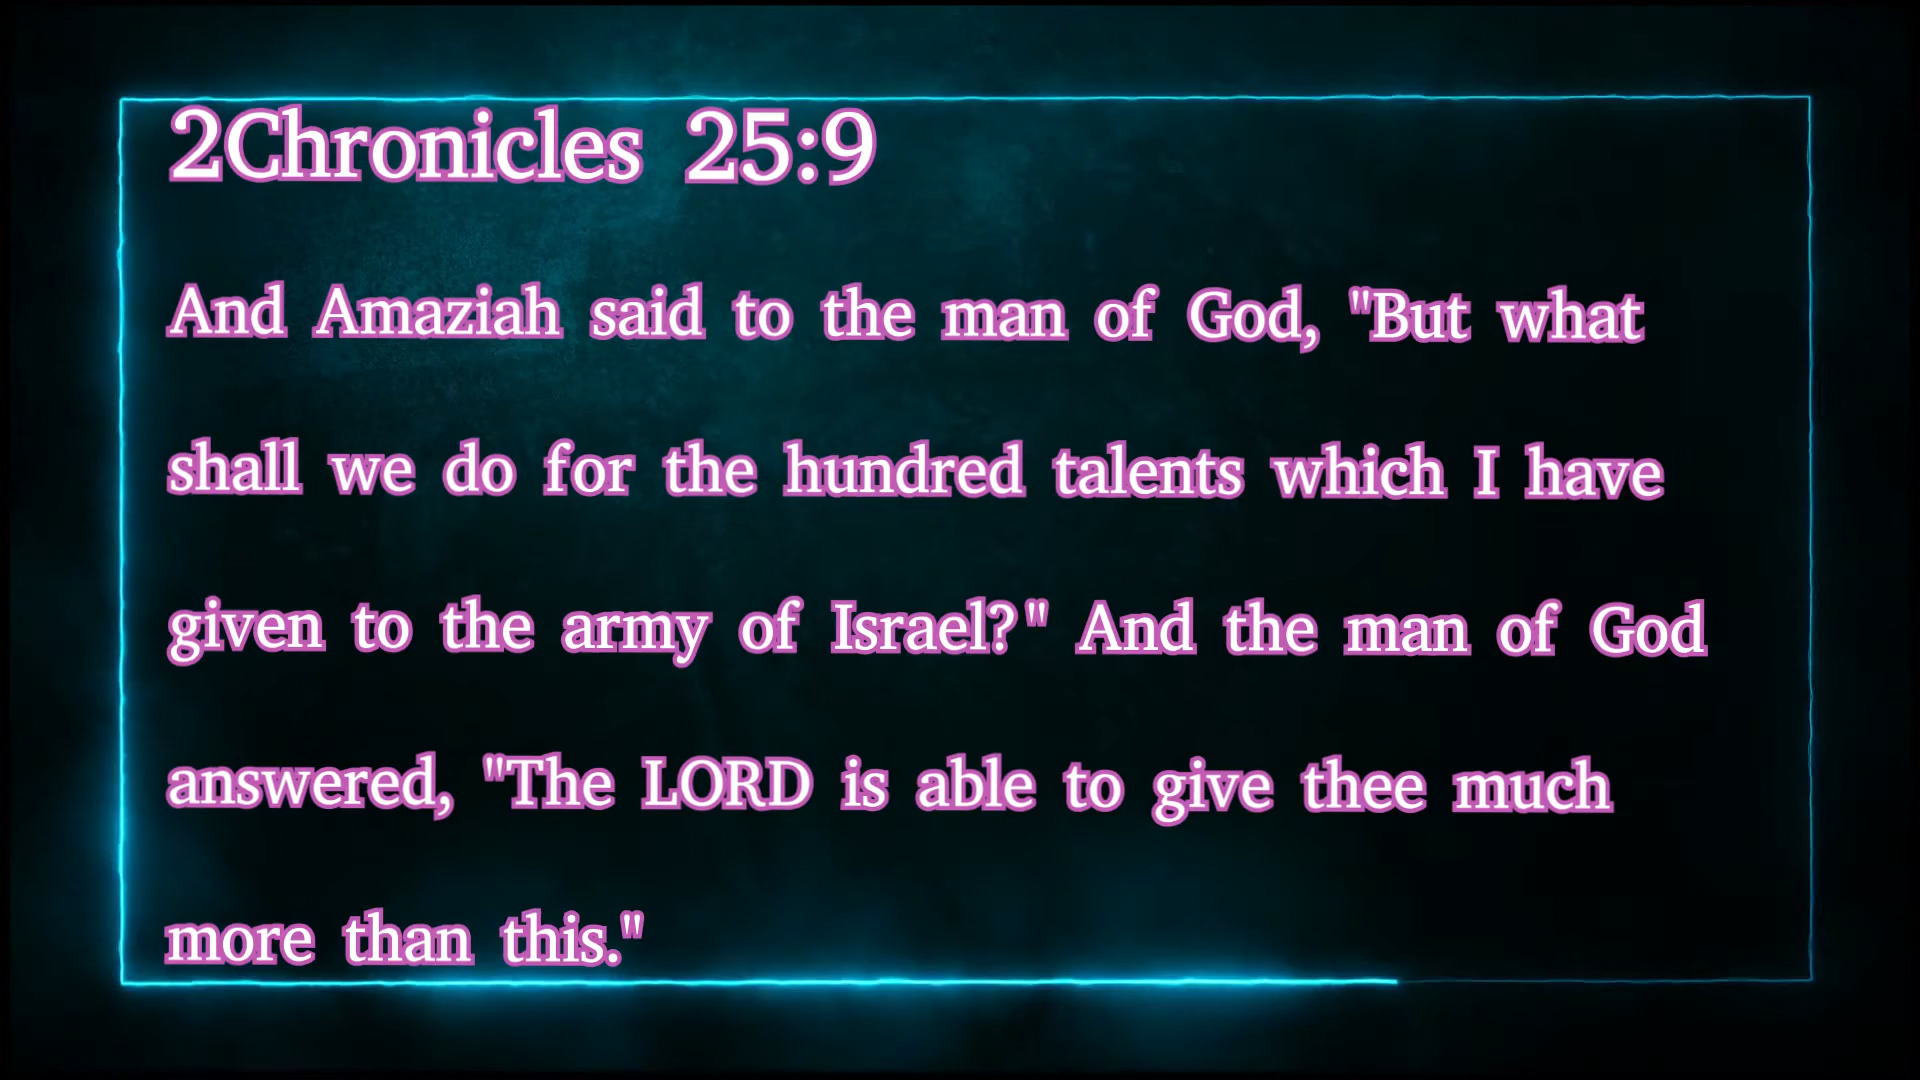 2Chronicles 25:9
And Amaziah said to the man of God, "But what
shall we do for the hundred talents which I have
given to the army of Israel?" And the man of God
answered, "The LORD is able to give thee much
more than this."